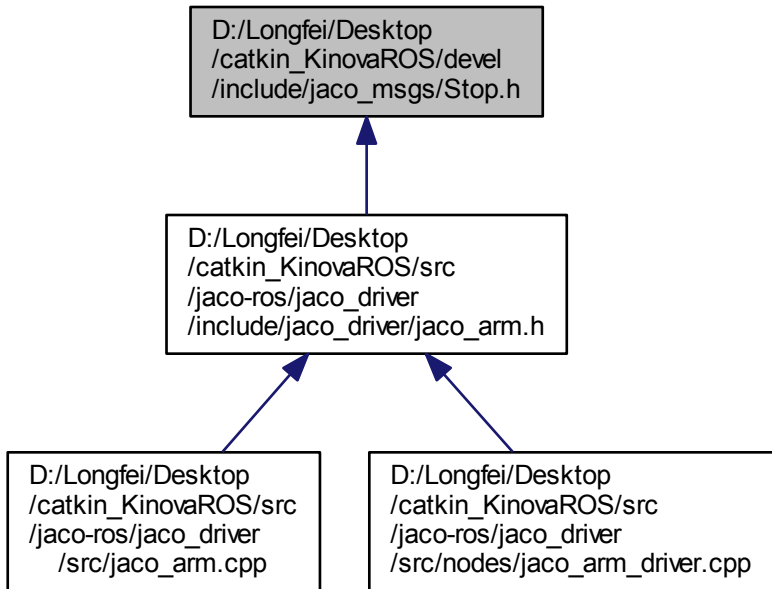 D:/Longfei/Desktop
/catkin_KinovaROS/devel
/include/jaco_msgs/Stop.h
D:/Longfei/Desktop
/catkin_KinovaROS/src
/jaco-ros/jaco_driver
/include/jaco_driver/jaco_arm.h
D:/Longfei/Desktop
/catkin_KinovaROS/src
/jaco-ros/jaco_driver
/src/jaco_arm.cpp
D:/Longfei/Desktop
/catkin_KinovaROS/src
/jaco-ros/jaco_driver
/src/nodes/jaco_arm_driver.cpp